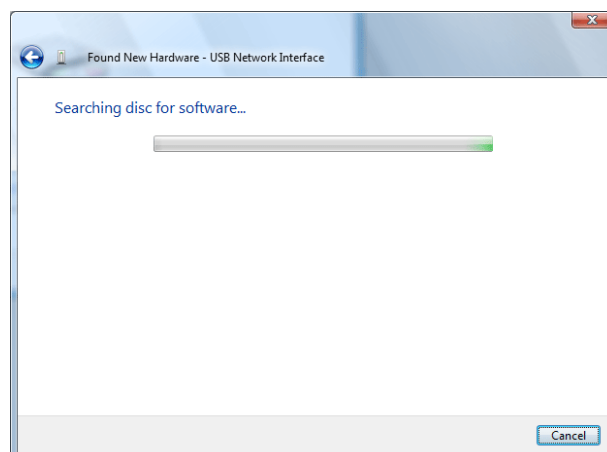 Found New Hardware - USB Network Interface
Searching disc for software...
Cancel